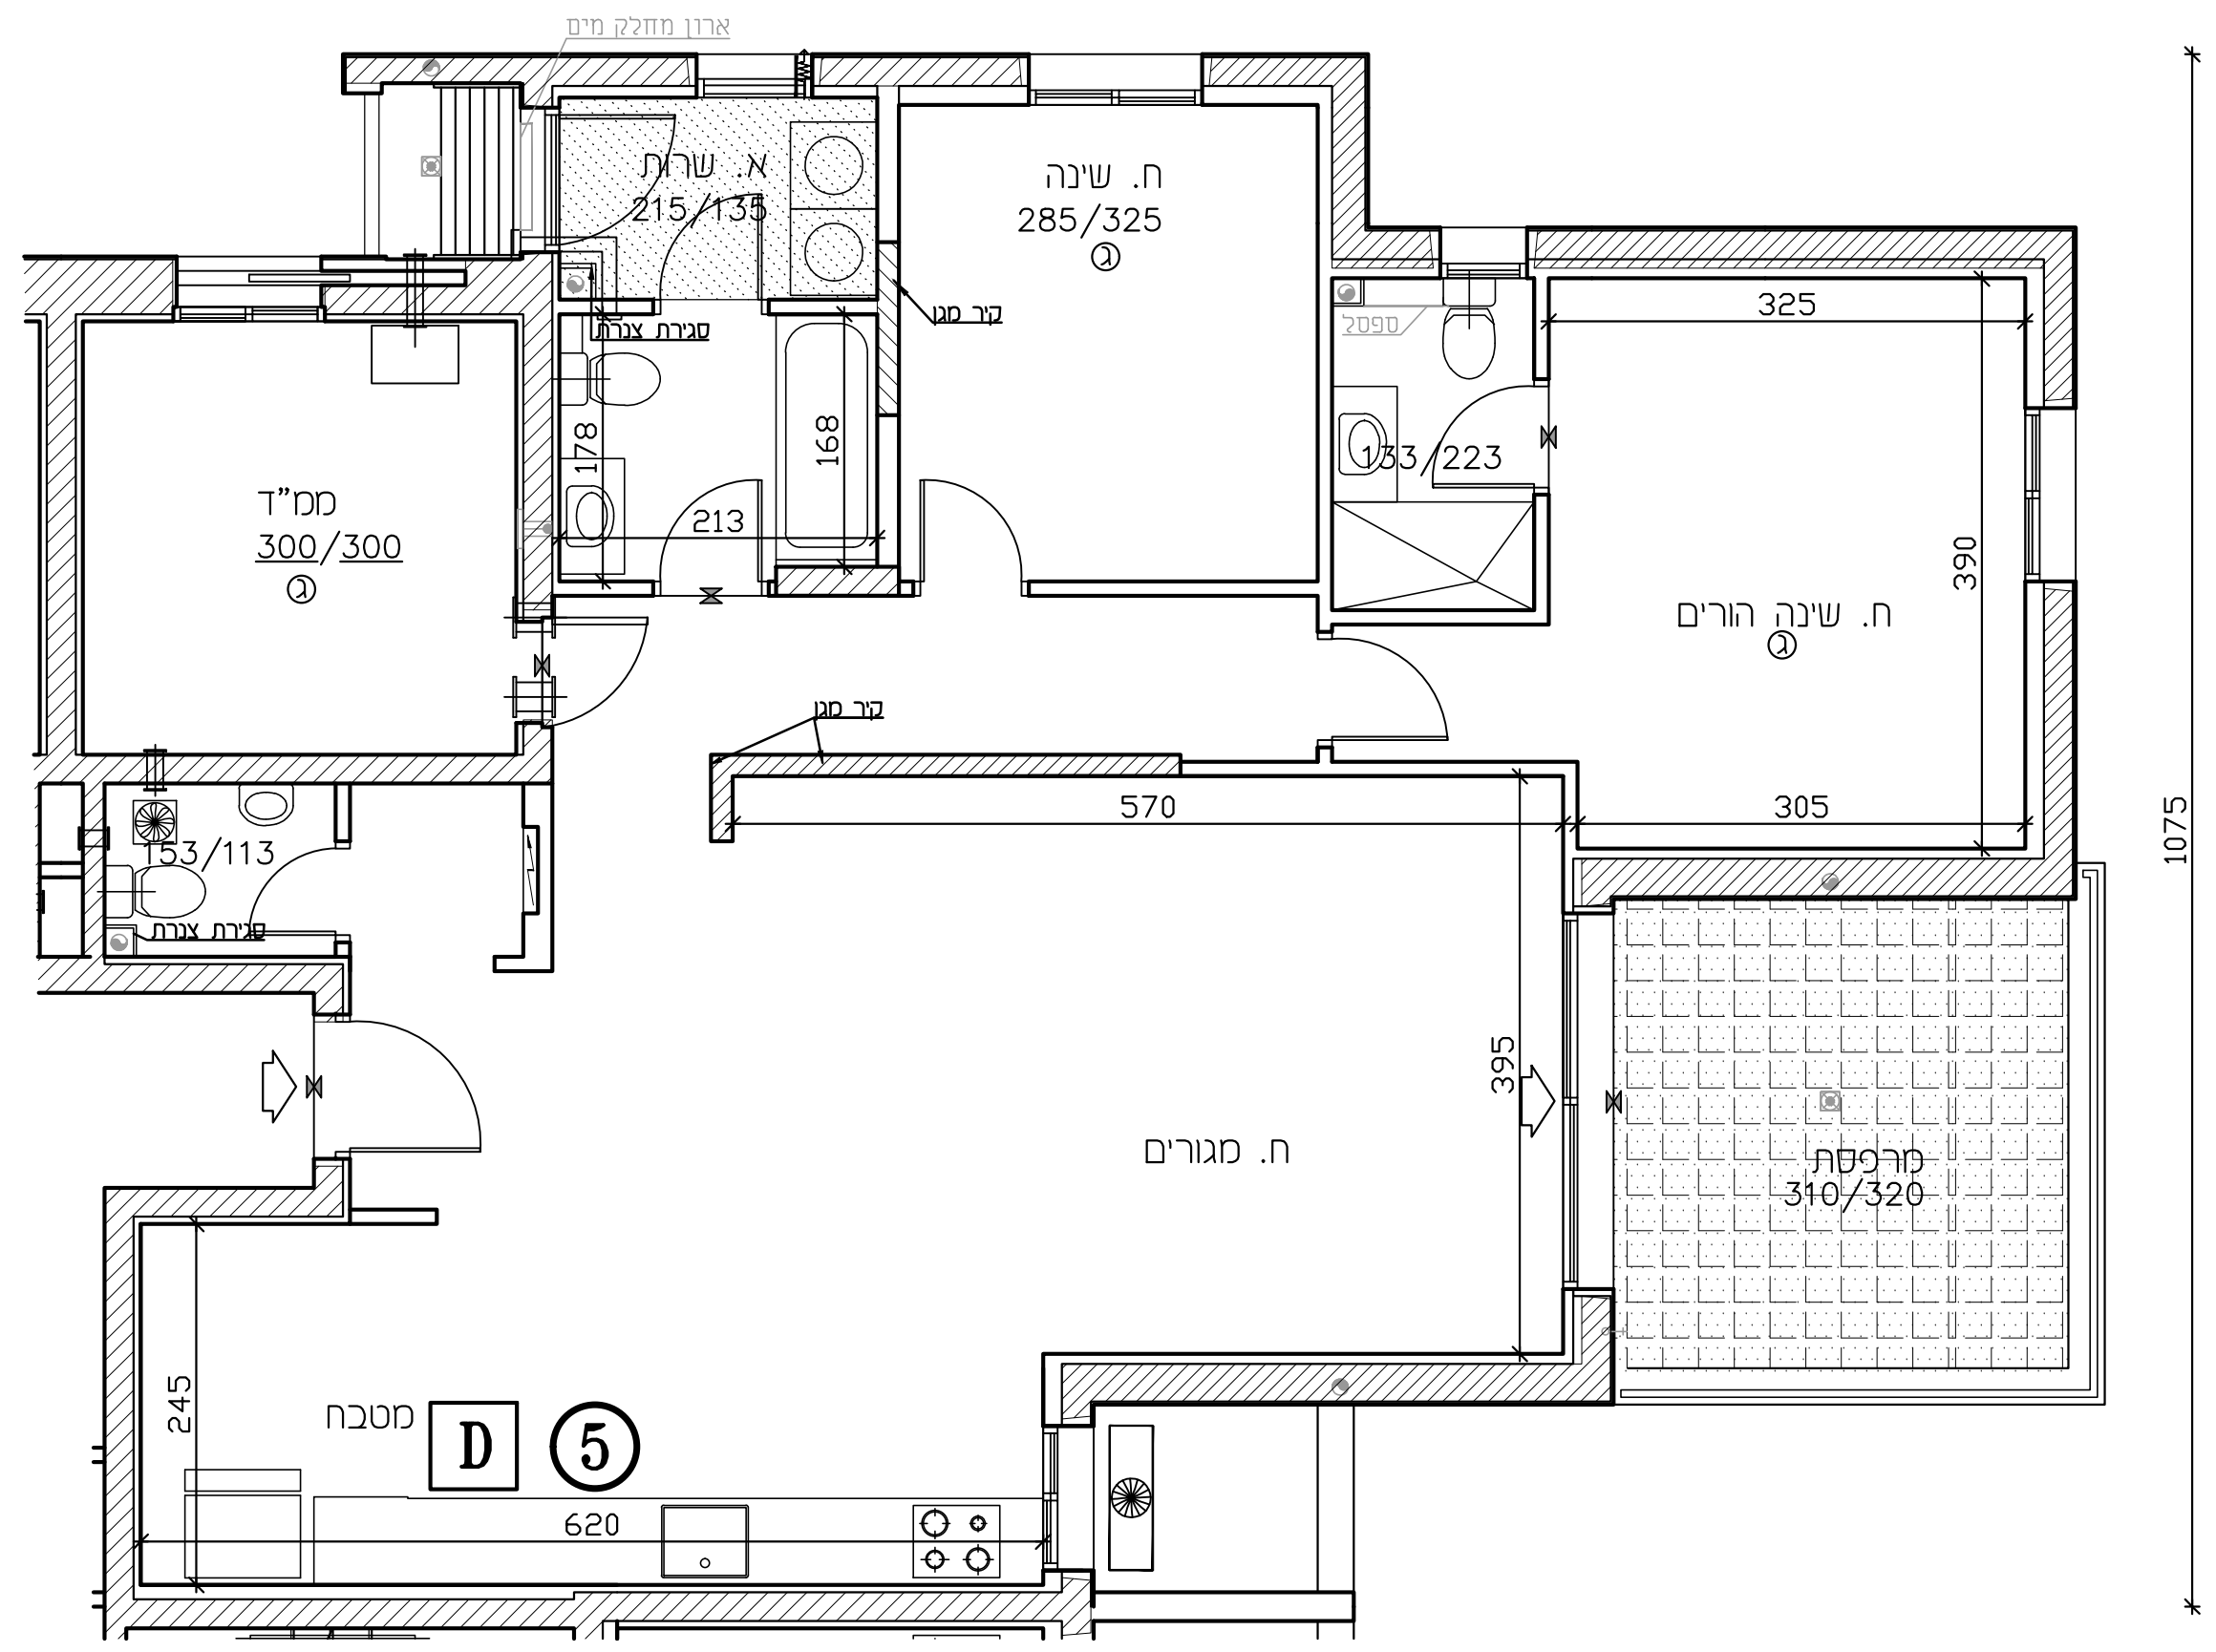 ארון מחלק מים
א. שרות
215/135
ח. שינה
285/325
ג
קיר מגן
סגירת צנרת
ספסל
325
178
168
213
133/223
390
ממ"ד
300/300
ג
ח. שינה הורים
ג
קיר מגן
570
305
1075
153/113
סגירת צנרת
395
ח. מגורים
מרפסת
310/320
245
מטבח
D
5
620